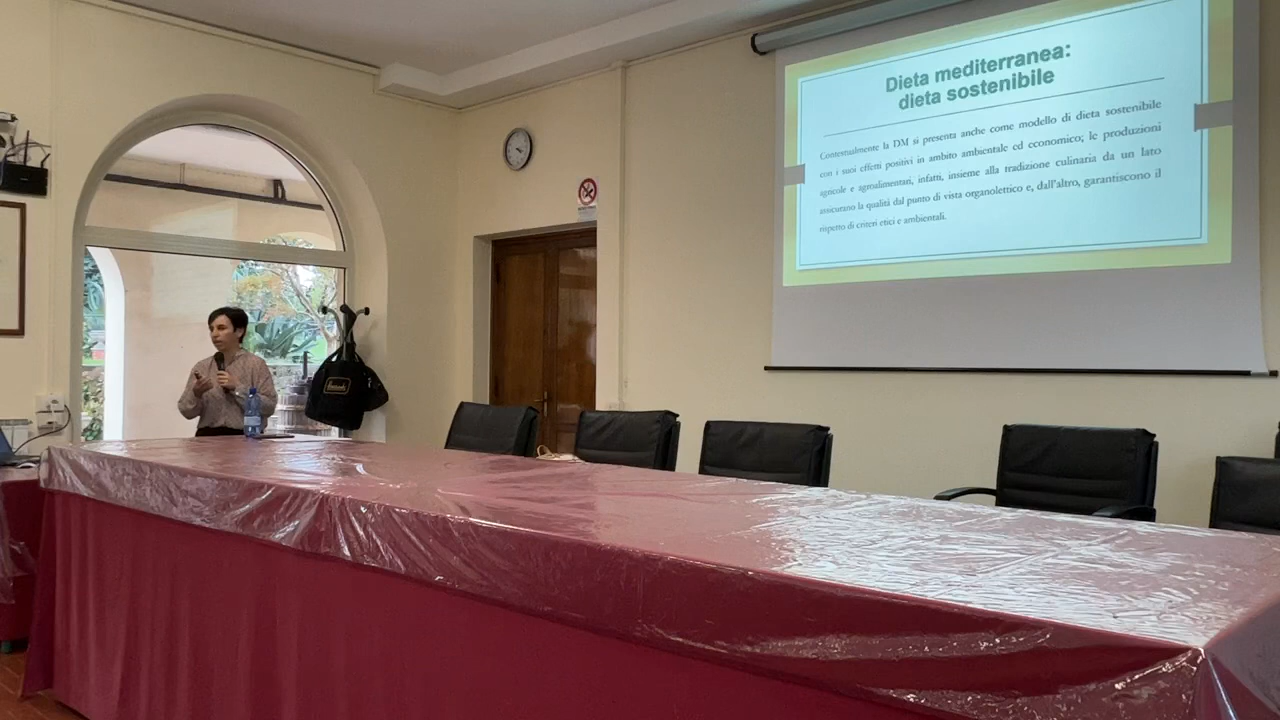 Dieta mediterranea:
dieta sostenibile
Contestualmente la DM si presenta anche come modello di dieta sostenibile
con i suoi effetti positivi in ambito ambientale ed economico; le produzioni
agricole e agroalimentari, infatti, insieme alla tradizione culinaria da un lato
assicurano la qualità dal punto di vista organolettico e, dall'altro, garantiscono il
rispetto di criteri etici e ambientali.